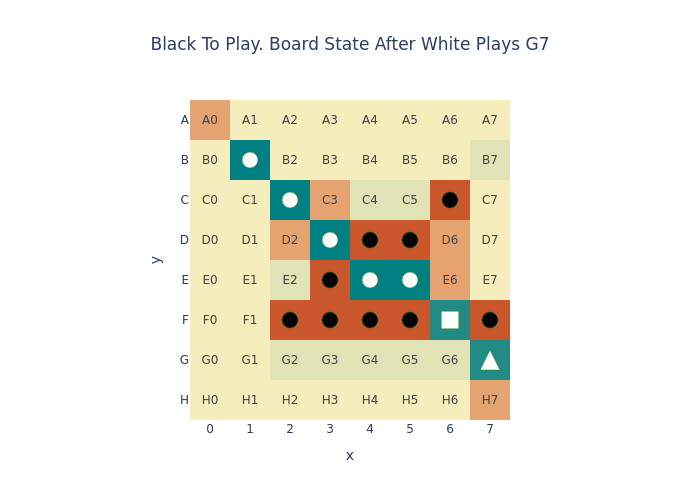 Black To Play. Board State After White Plays G7
A A0 A1 A2 A3 A4 A5 A6 A7
B B0 B2 B3 B4 B5 B6 B7
C C0 C1 C3 C4 C5 C7
D D0 D1 D2 D6 D7
E E0 E1 E2 E6 E7
F F0 F1
G G0 G1 G2 G3 G4 G5 G6
H H0 H1 H2 H3 H4 H5 H6 H7
0 1 2 3 4 5 6 7
x
y